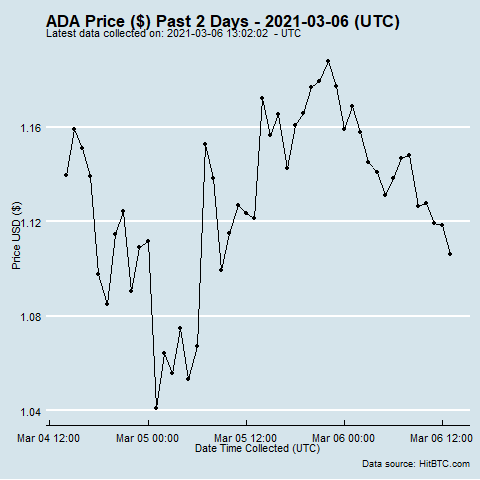 ADA Price ($) Past 2 Days - 2021-03-06 (UTC)
Latest data collected on: 2021-03-06 13:02:02  - UTC
Price USD ($)
1.16
1.12
1.08
1.04
Mar 04 12:00 Mar 05 00:00 Mar 05 12:00 Mar 06 00:00 Mar 06 12:00
Date Time Collected (UTC)
Data source: HitBTC.com